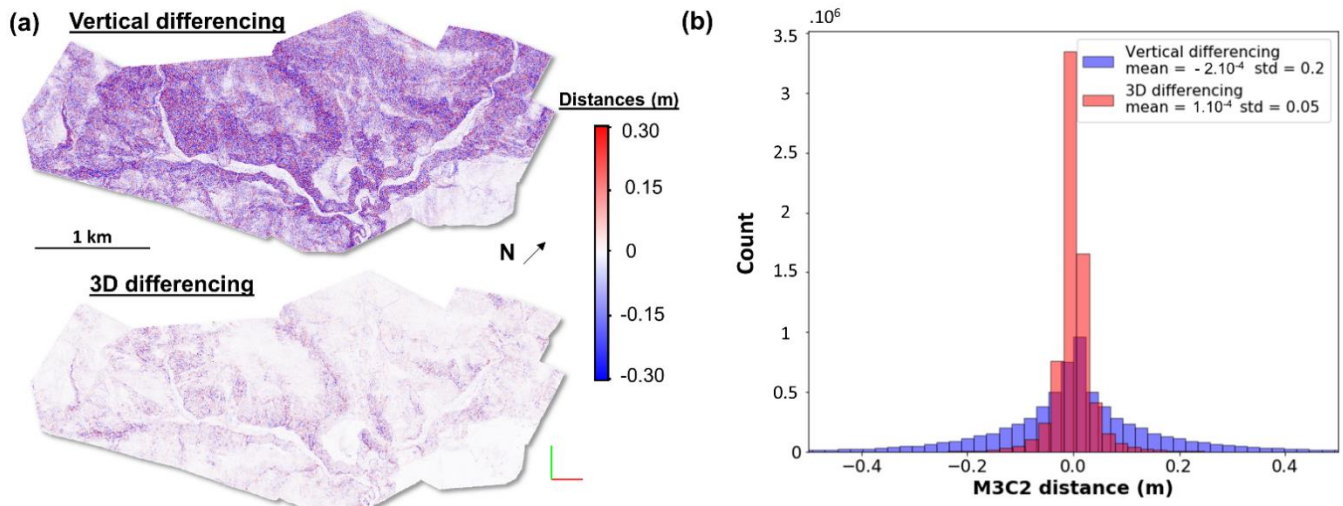 (a)
Vertical differencing
Distances (m)
0.30
0.15
0
-0.15
-0.30
1 km
N
3D differencing
(b)
.10⁶
3.5
3
2.5
2
1.5
1
0.5
0
Count
Vertical differencing
mean = - 2.10⁻⁴ std = 0.2
3D differencing
mean = 1.10⁻⁴ std = 0.05
−0.4
−0.2
0.0
0.2
0.4
M3C2 distance (m)